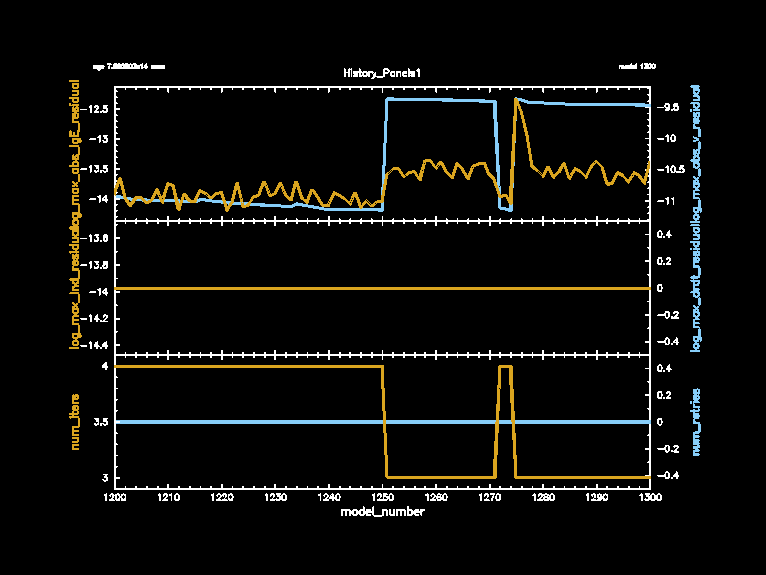 model 1300
History_Panels1
log_max_abs_lgE_residual
-12.5
-13
-13.5
-14
-9.5
-10
-10.5
-11
log_max_abs_v_residual
log_max_lnd_residual
-13.6
-13.8
-14
-14.2
-14.4
0.4
0.2
0
-0.2
-0.4
log_max_drdt_residual
num_iters
4
3.5
3
0.4
0.2
0
-0.2
-0.4
num_retries
1200 1210 1220 1230 1240 1250 1260 1270 1280 1290 1300
model_number